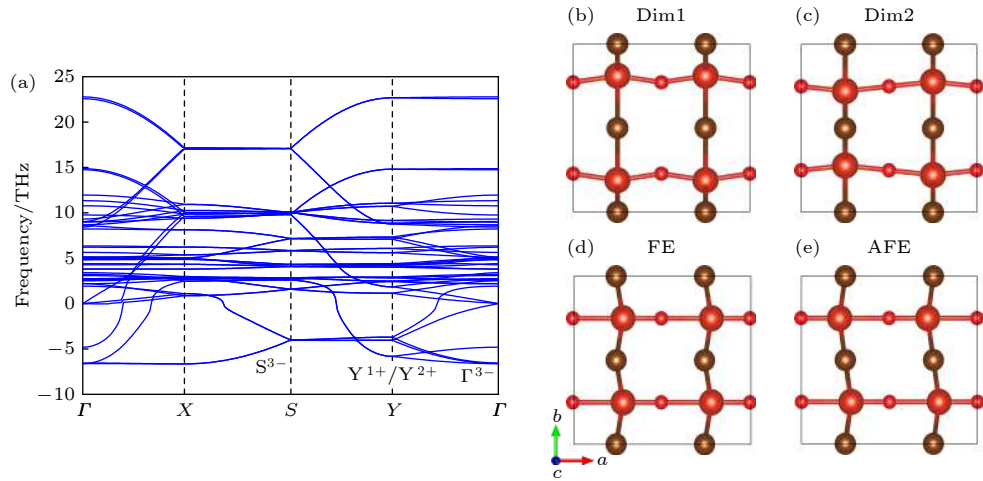 (a)
Frequency/THz
25
20
15
10
5
0
−5
−10
S³⁻
Y¹⁺/Y²⁺
Γ³⁻
Γ X S Y Γ
(b) Dim1
(c) Dim2
(d) FE
(e) AFE
b
a
c